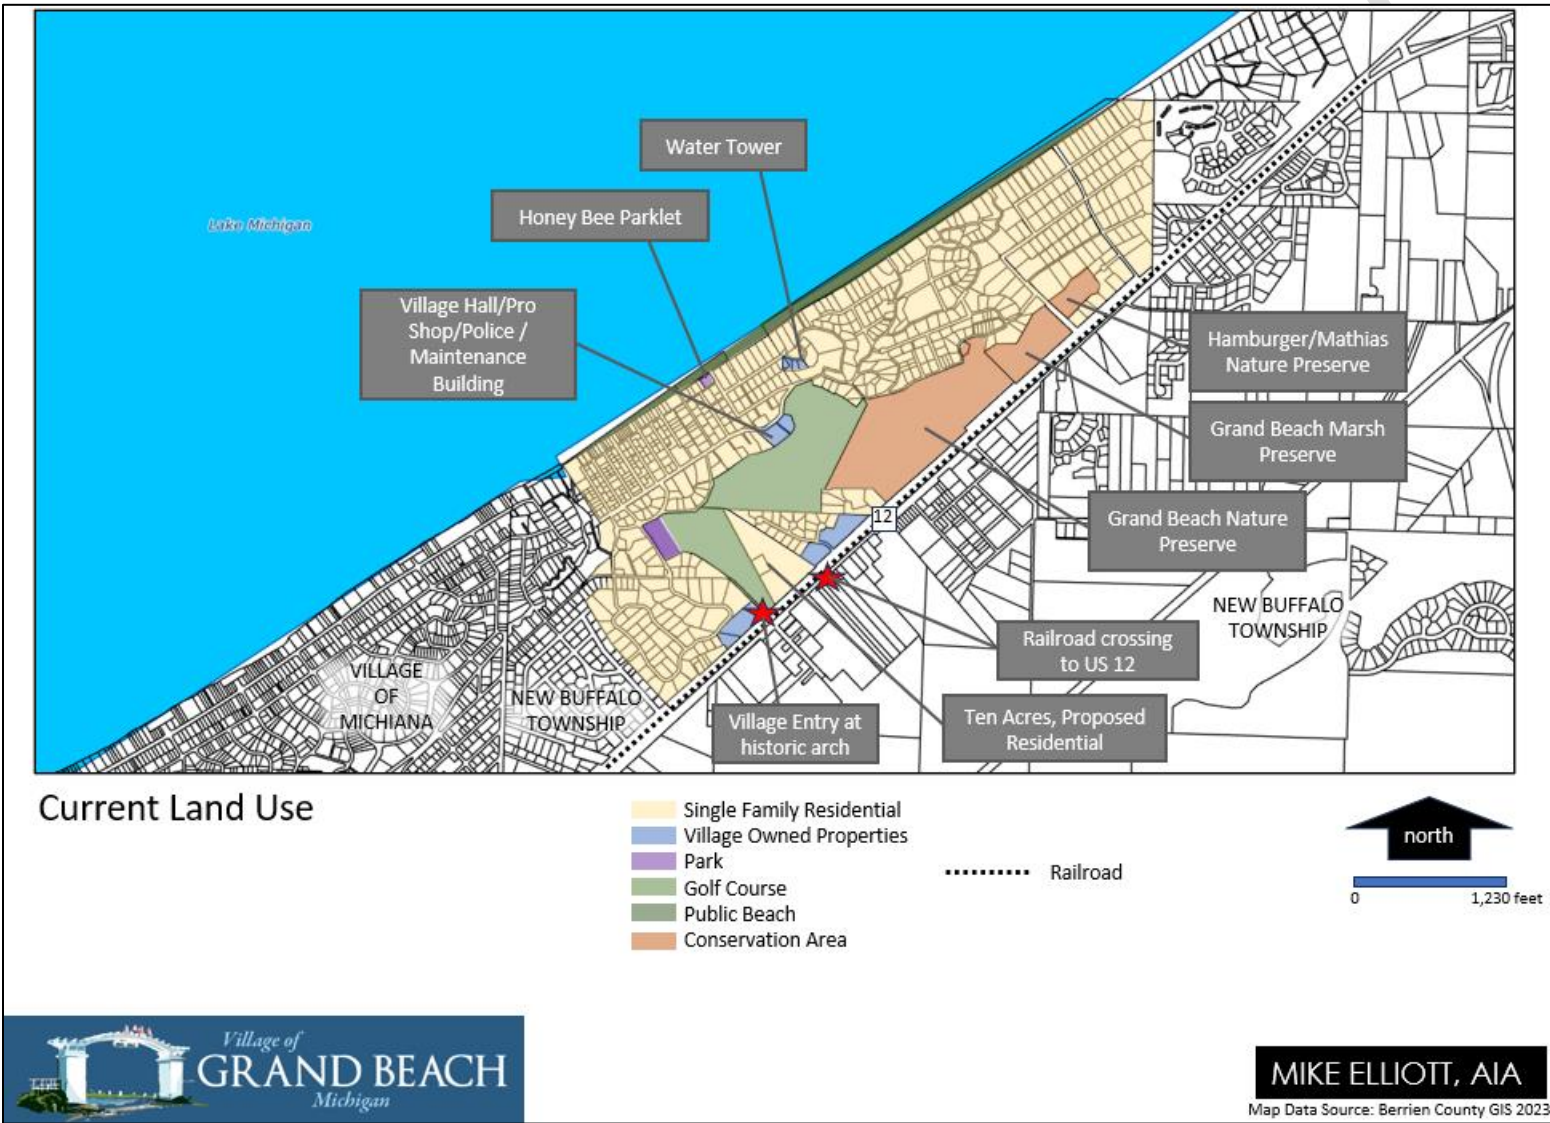 Water Tower
Honey Bee Parklet
Lake Michigan
Village Hall/Pro
Shop/Police /
Maintenance
Building
Hamburger/Mathias
Nature Preserve
Grand Beach Marsh
Preserve
Grand Beach Nature
Preserve
12
NEW BUFFALO
TOWNSHIP
Railroad crossing
to US 12
VILLAGE
OF
MICHIANA
NEW BUFFALO
TOWNSHIP
Village Entry at
historic arch
Ten Acres, Proposed
Residential
Current Land Use
Single Family Residential
Village Owned Properties
Park
Golf Course
Public Beach
Conservation Area
Railroad
north
0 1,230 feet
Village of
GRAND BEACH
Michigan
MIKE ELLIOTT, AIA
Map Data Source: Berrien County GIS 2023